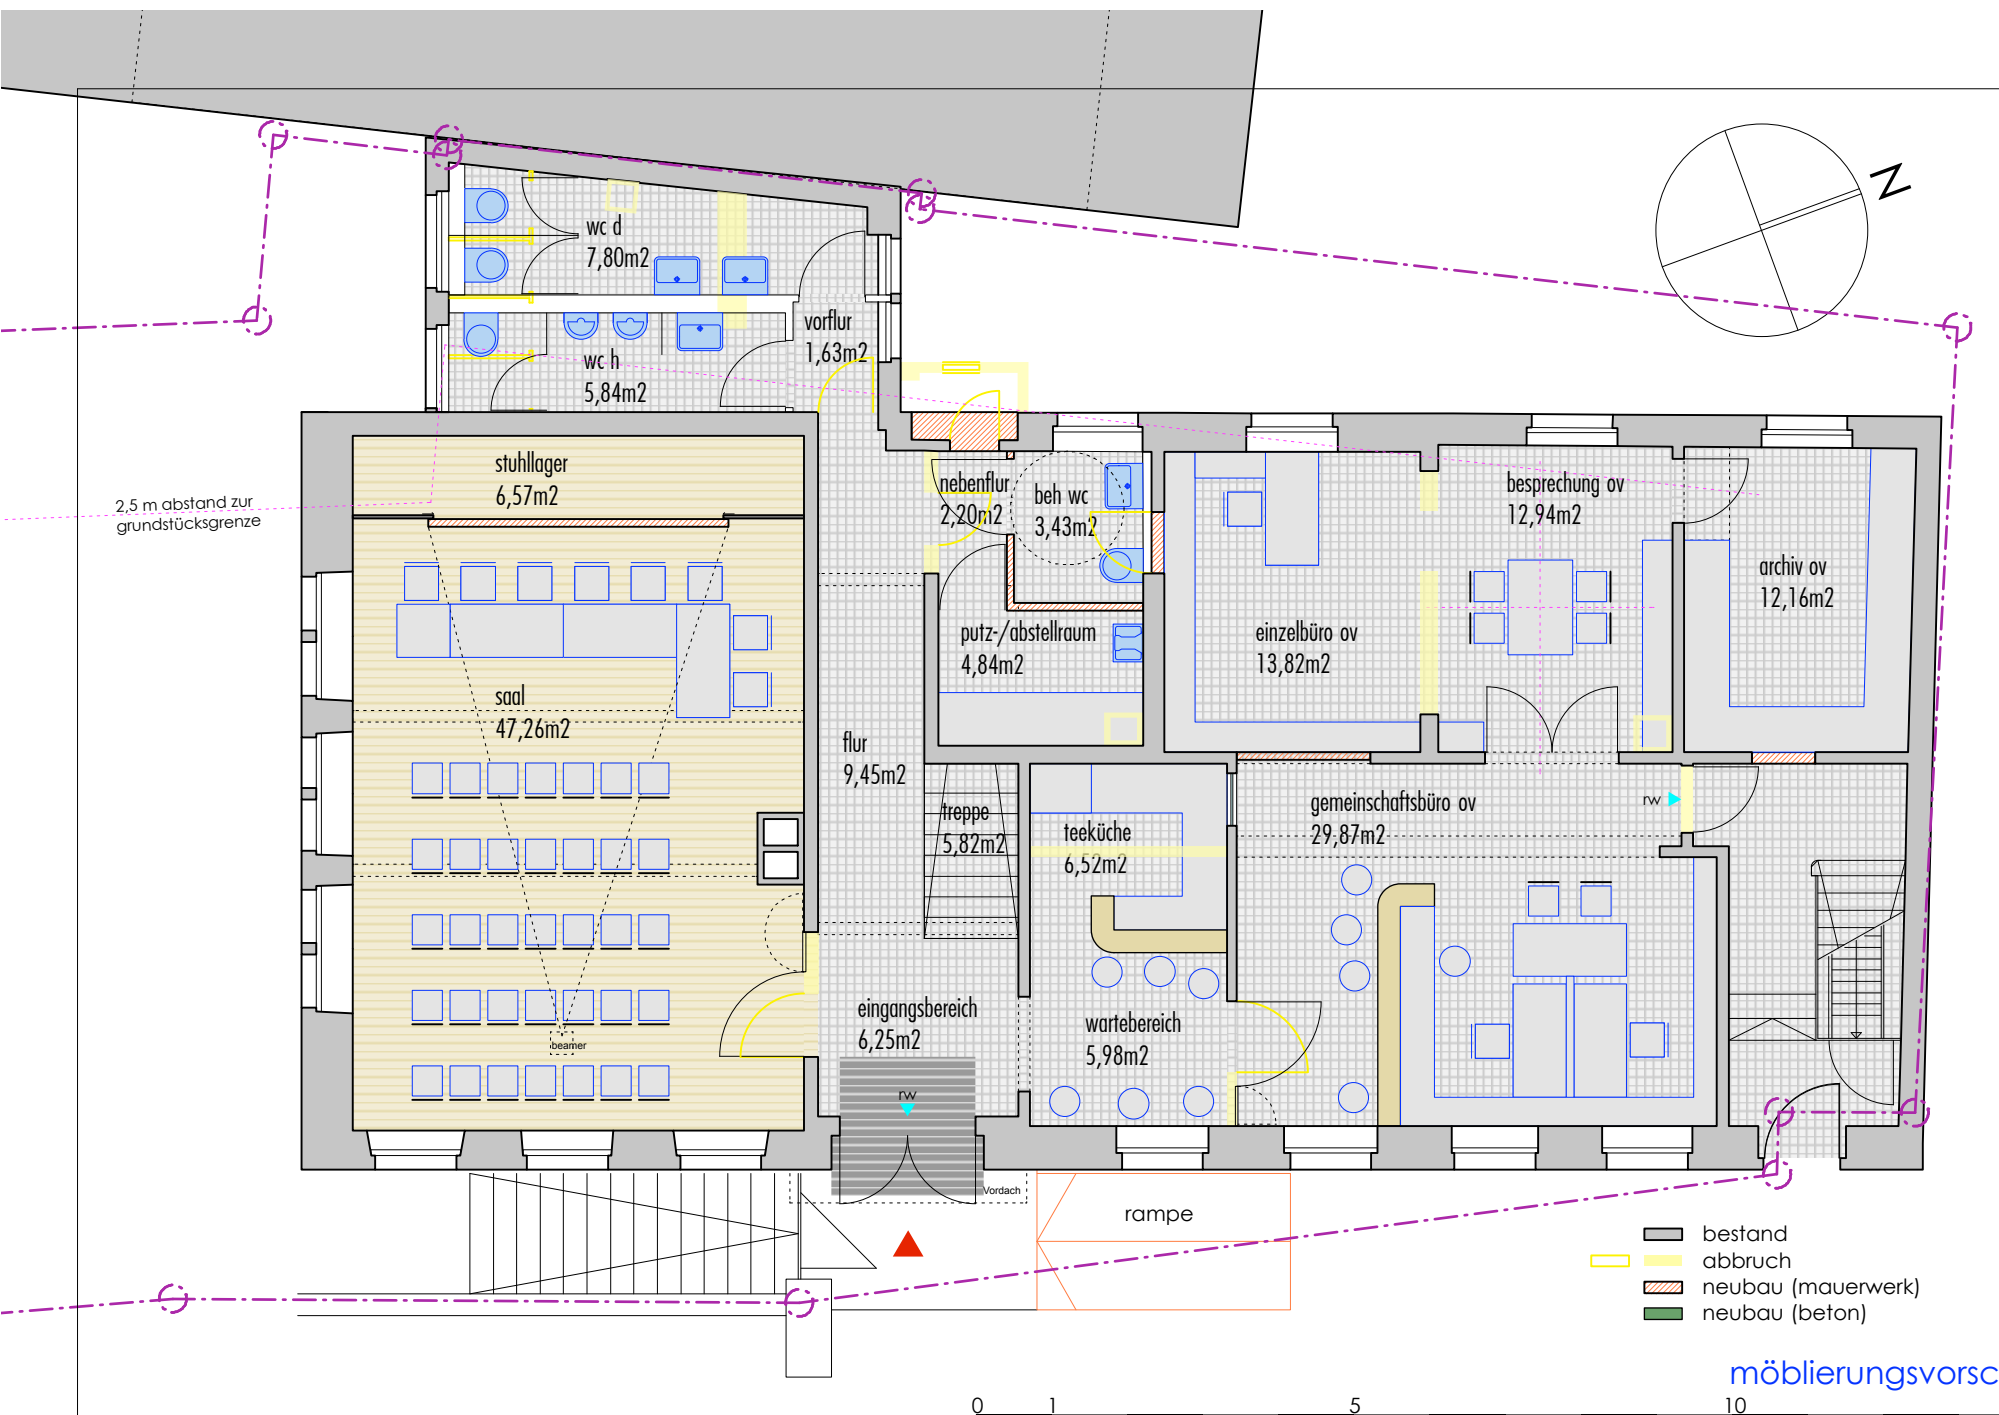 N
wc d
7,80m2
vorflur
1,63m2
wc h
5,84m2
stuhllager
6,57m2
2,5 m abstand zur
grundstücksgrenze
nebenflur
2,20m2
beh wc
3,43m2
besprechung ov
12,94m2
archiv ov
12,16m2
putz-/abstellraum
4,84m2
einzelbüro ov
13,82m2
saal
47,26m2
flur
9,45m2
treppe
5,82m2
teeküche
6,52m2
gemeinschaftsbüro ov
29,87m2
rw
eingangsbereich
6,25m2
wartebereich
5,98m2
beamer
rw
Vordach
rampe
bestand
abbruch
neubau (mauerwerk)
neubau (beton)
möblierungsvorsc
0 1 5 10